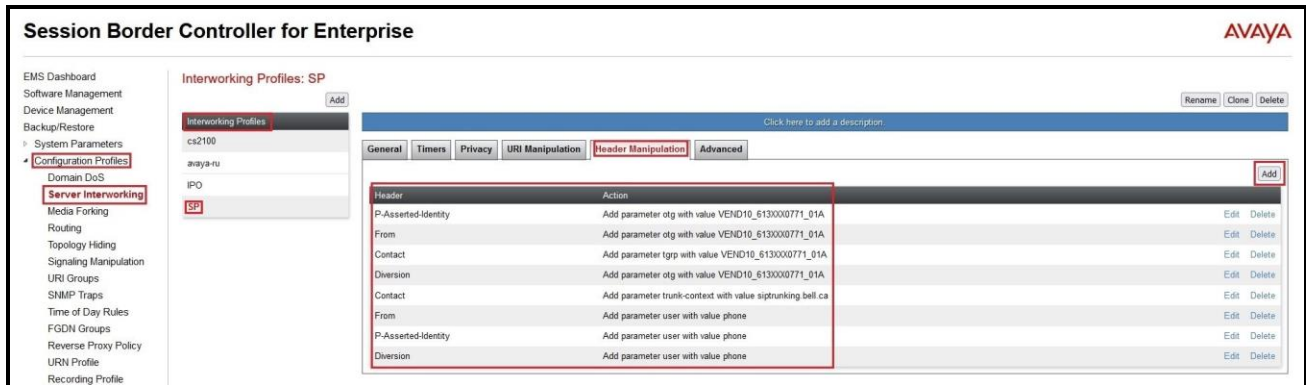 Session Border Controller for Enterprise
AVAYA
EMS Dashboard
Software Management
Device Management
Backup/Restore
System Parameters
Configuration Profiles
Domain DoS
Server Interworking
Media Forking
Routing
Topology Hiding
Signaling Manipulation
URI Groups
SNMP Traps
Time of Day Rules
FGDN Groups
Reverse Proxy Policy
URN Profile
Recording Profile
Interworking Profiles: SP
Add
Rename Clone Delete
Interworking Profiles
cs2100
avaya-ru
IPO
SP
Click here to add a description.
General Timers Privacy URI Manipulation Header Manipulation Advanced
Add
Header Action
P-Asserted-Identity Add parameter otg with value VEND10_613XXX0771_01A Edit Delete
From Add parameter otg with value VEND10_613XXX0771_01A Edit Delete
Contact Add parameter tgrp with value VEND10_613XXX0771_01A Edit Delete
Diversion Add parameter otg with value VEND10_613XXX0771_01A Edit Delete
Contact Add parameter trunk-context with value siptrunking.bell.ca Edit Delete
From Add parameter user with value phone Edit Delete
P-Asserted-Identity Add parameter user with value phone Edit Delete
Diversion Add parameter user with value phone Edit Delete